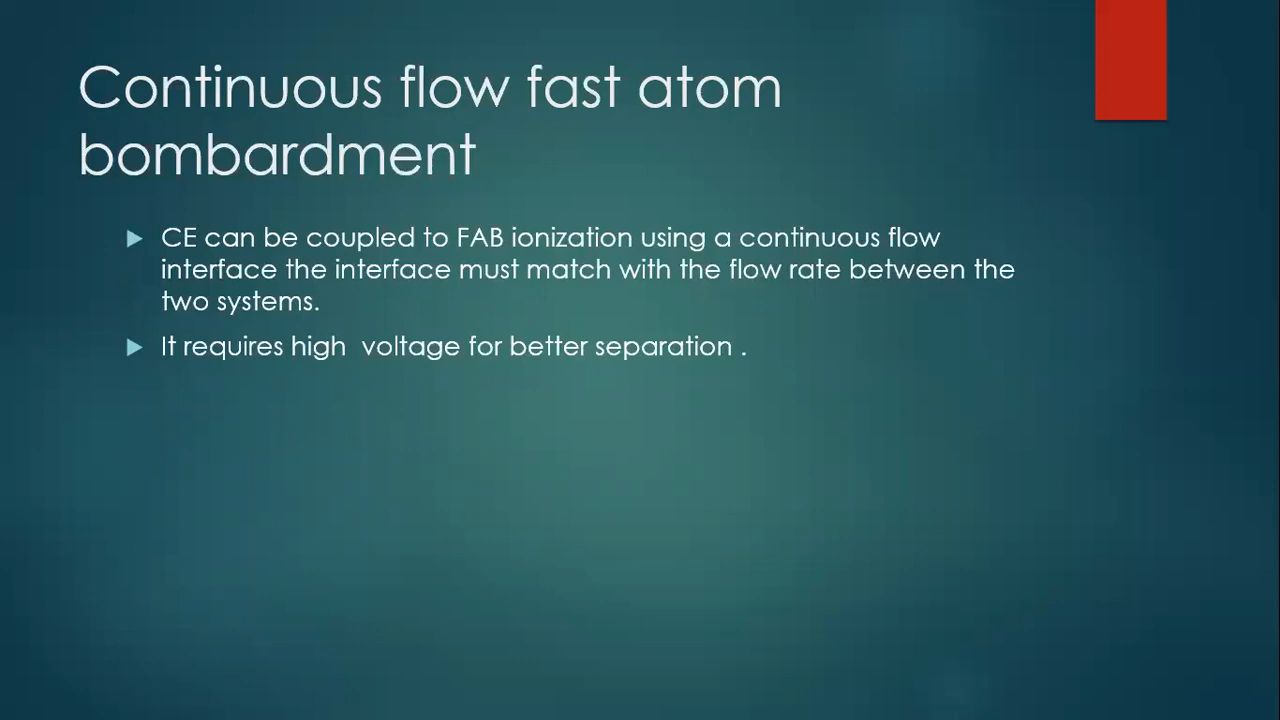 Continuous flow fast atom
bombardment
CE can be coupled to FAB ionization using a continuous flow
interface the interface must match with the flow rate between the
two systems.
It requires high  voltage for better separation .